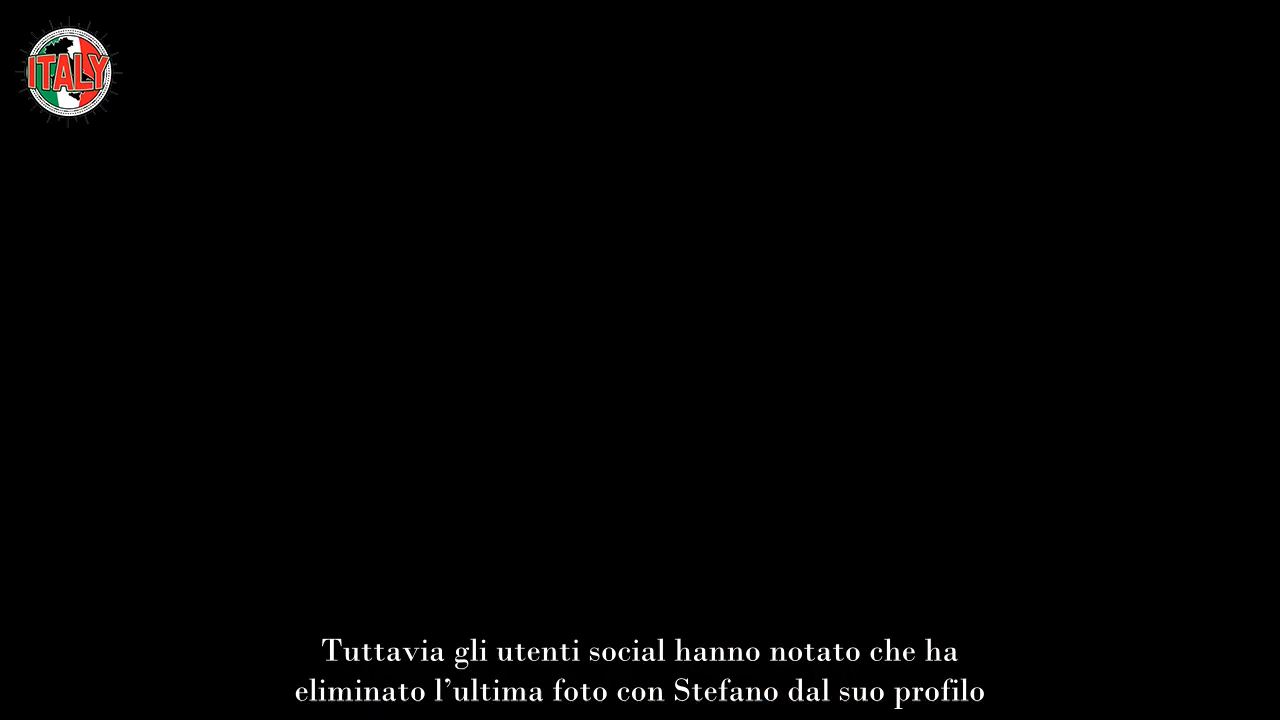 ITALY
Tuttavia gli utenti social hanno notato che ha
eliminato l’ultima foto con Stefano dal suo profilo